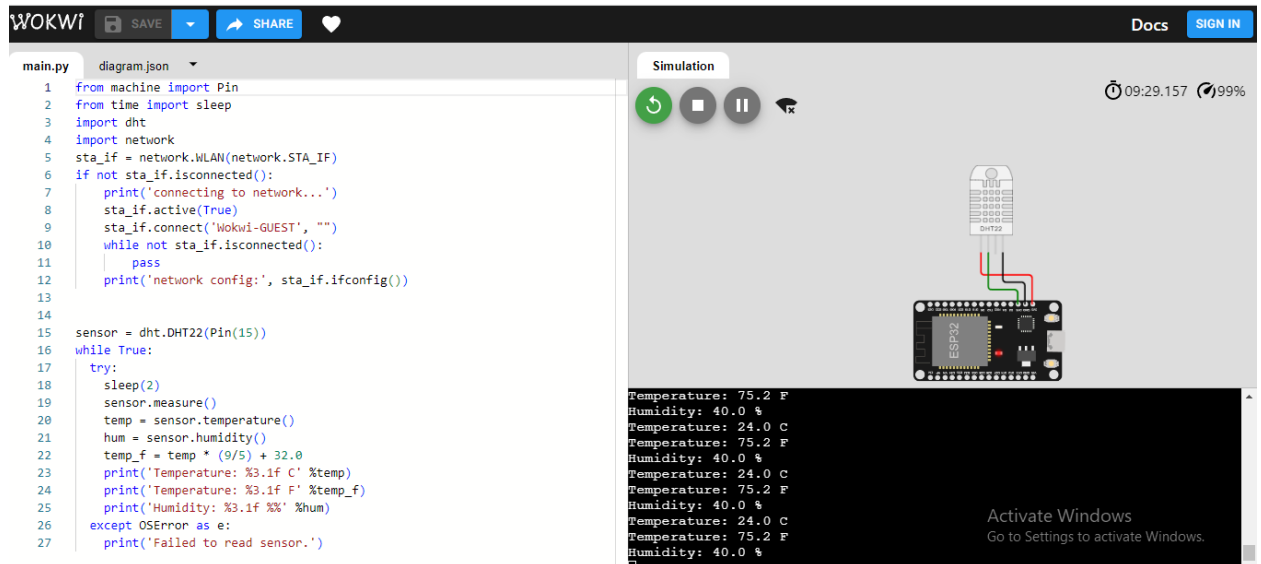 WOKWI SAVE SHARE Docs SIGN IN
main.py diagram.json
Simulation
1 from machine import Pin
2 from time import sleep
3 import dht
4 import network
5 sta_if = network.WLAN(network.STA_IF)
6 if not sta_if.isconnected():
7 print('connecting to network...')
8 sta_if.active(True)
9 sta_if.connect('Wokwi-GUEST', "")
10 while not sta_if.isconnected():
11 pass
12 print('network config:', sta_if.ifconfig())
13
14
15 sensor = dht.DHT22(Pin(15))
16 while True:
17 try:
18 sleep(2)
19 sensor.measure()
20 temp = sensor.temperature()
21 hum = sensor.humidity()
22 temp_f = temp * (9/5) + 32.0
23 print('Temperature: %3.1f C' %temp)
24 print('Temperature: %3.1f F' %temp_f)
25 print('Humidity: %3.1f %%' %hum)
26 except OSError as e:
27 print('Failed to read sensor.')
09:29.157 99%
DHT22
ESP32
Temperature: 75.2 F
Humidity: 40.0 %
Temperature: 24.0 C
Temperature: 75.2 F
Humidity: 40.0 %
Temperature: 24.0 C
Temperature: 75.2 F
Humidity: 40.0 %
Temperature: 24.0 C
Temperature: 75.2 F
Humidity: 40.0 %
Activate Windows
Go to Settings to activate Windows.